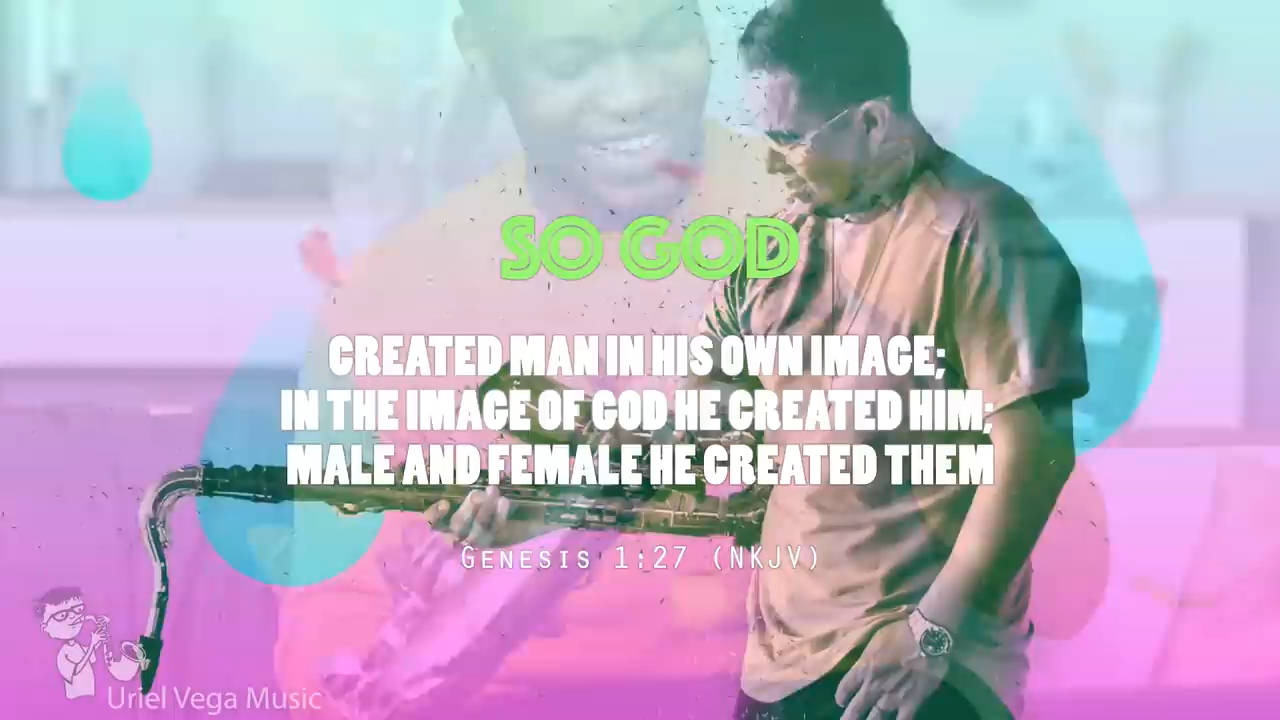 SO GOD
CREATED MAN IN HIS OWN IMAGE;
IN THE IMAGE OF GOD HE CREATED HIM;
MALE AND FEMALE HE CREATED THEM
GENESIS 1:27 (NKJV)
Uriel Vega Music